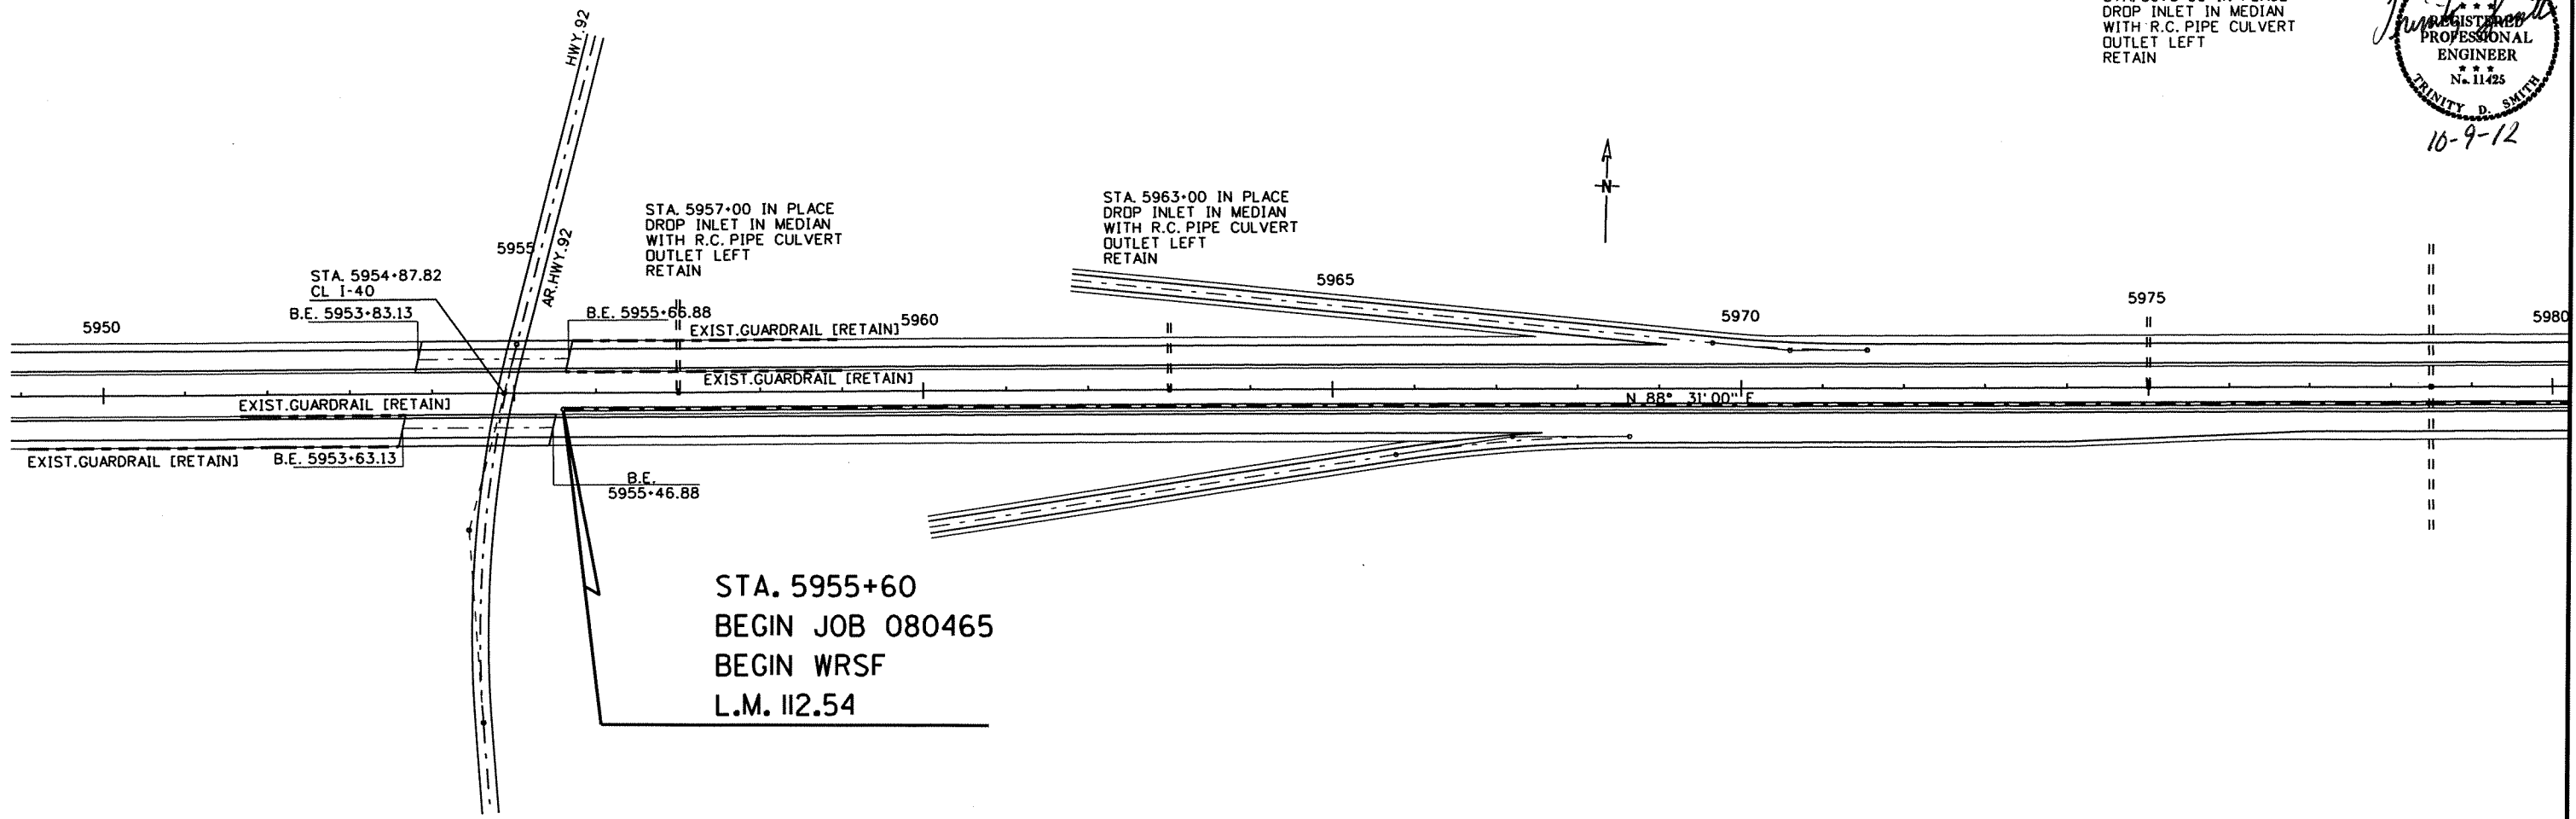 DROP INLET IN MEDIAN
WITH R.C. PIPE CULVERT
OUTLET LEFT
RETAIN
* * *
REGISTERED
PROFESSIONAL
ENGINEER
* * *
No. 11425
TRINITY D. SMITH
10-9-12
HWY. 92
AR. HWY. 92
N
STA. 5957+00 IN PLACE
DROP INLET IN MEDIAN
WITH R.C. PIPE CULVERT
OUTLET LEFT
RETAIN
STA. 5963+00 IN PLACE
DROP INLET IN MEDIAN
WITH R.C. PIPE CULVERT
OUTLET LEFT
RETAIN
5955
STA. 5954+87.82
CL I-40
B.E. 5953+83.13
B.E. 5955+66.88
5950
5960
5965
5970
5975
5980
EXIST. GUARDRAIL [RETAIN]
EXIST. GUARDRAIL [RETAIN]
EXIST. GUARDRAIL [RETAIN]
N 88° 31' 00" E
EXIST. GUARDRAIL [RETAIN]
B.E. 5953+63.13
B.E.
5955+46.88
STA. 5955+60
BEGIN JOB 080465
BEGIN WRSF
L.M. 112.54